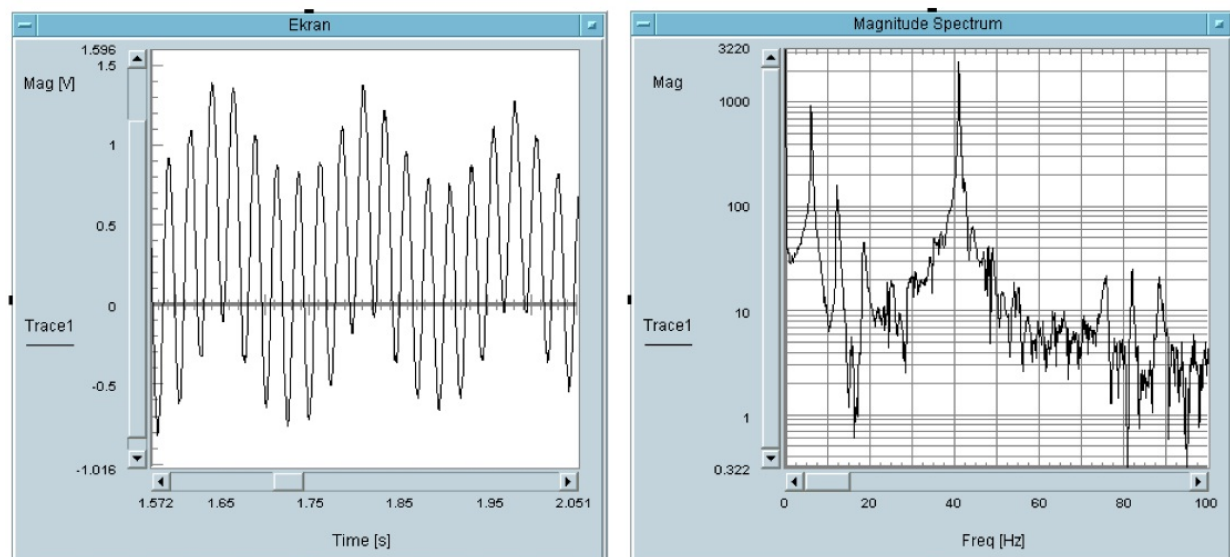 Ekran
1.596
1.5
Mag [V]
1
0.5
0
Trace1
-0.5
-1.016
1.572 1.65 1.75 1.85 1.95 2.051
Time [s]
Magnitude Spectrum
3220
Mag
1000
100
10
Trace1
1
0.322
0 20 40 60 80 100
Freq [Hz]